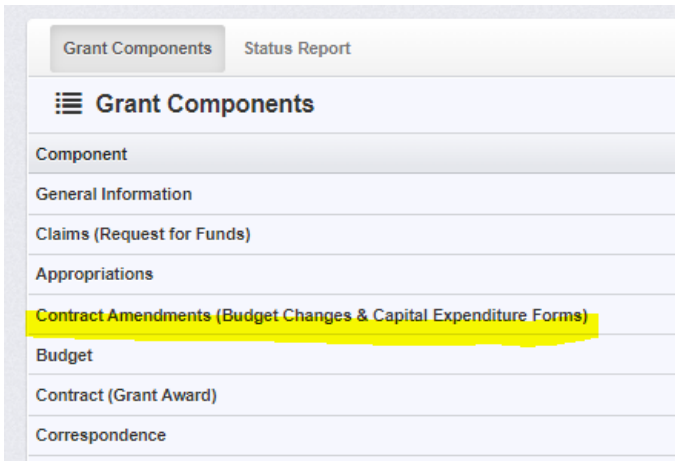 Grant Components Status Report
Grant Components
Component
General Information
Claims (Request for Funds)
Appropriations
Contract Amendments (Budget Changes & Capital Expenditure Forms)
Budget
Contract (Grant Award)
Correspondence